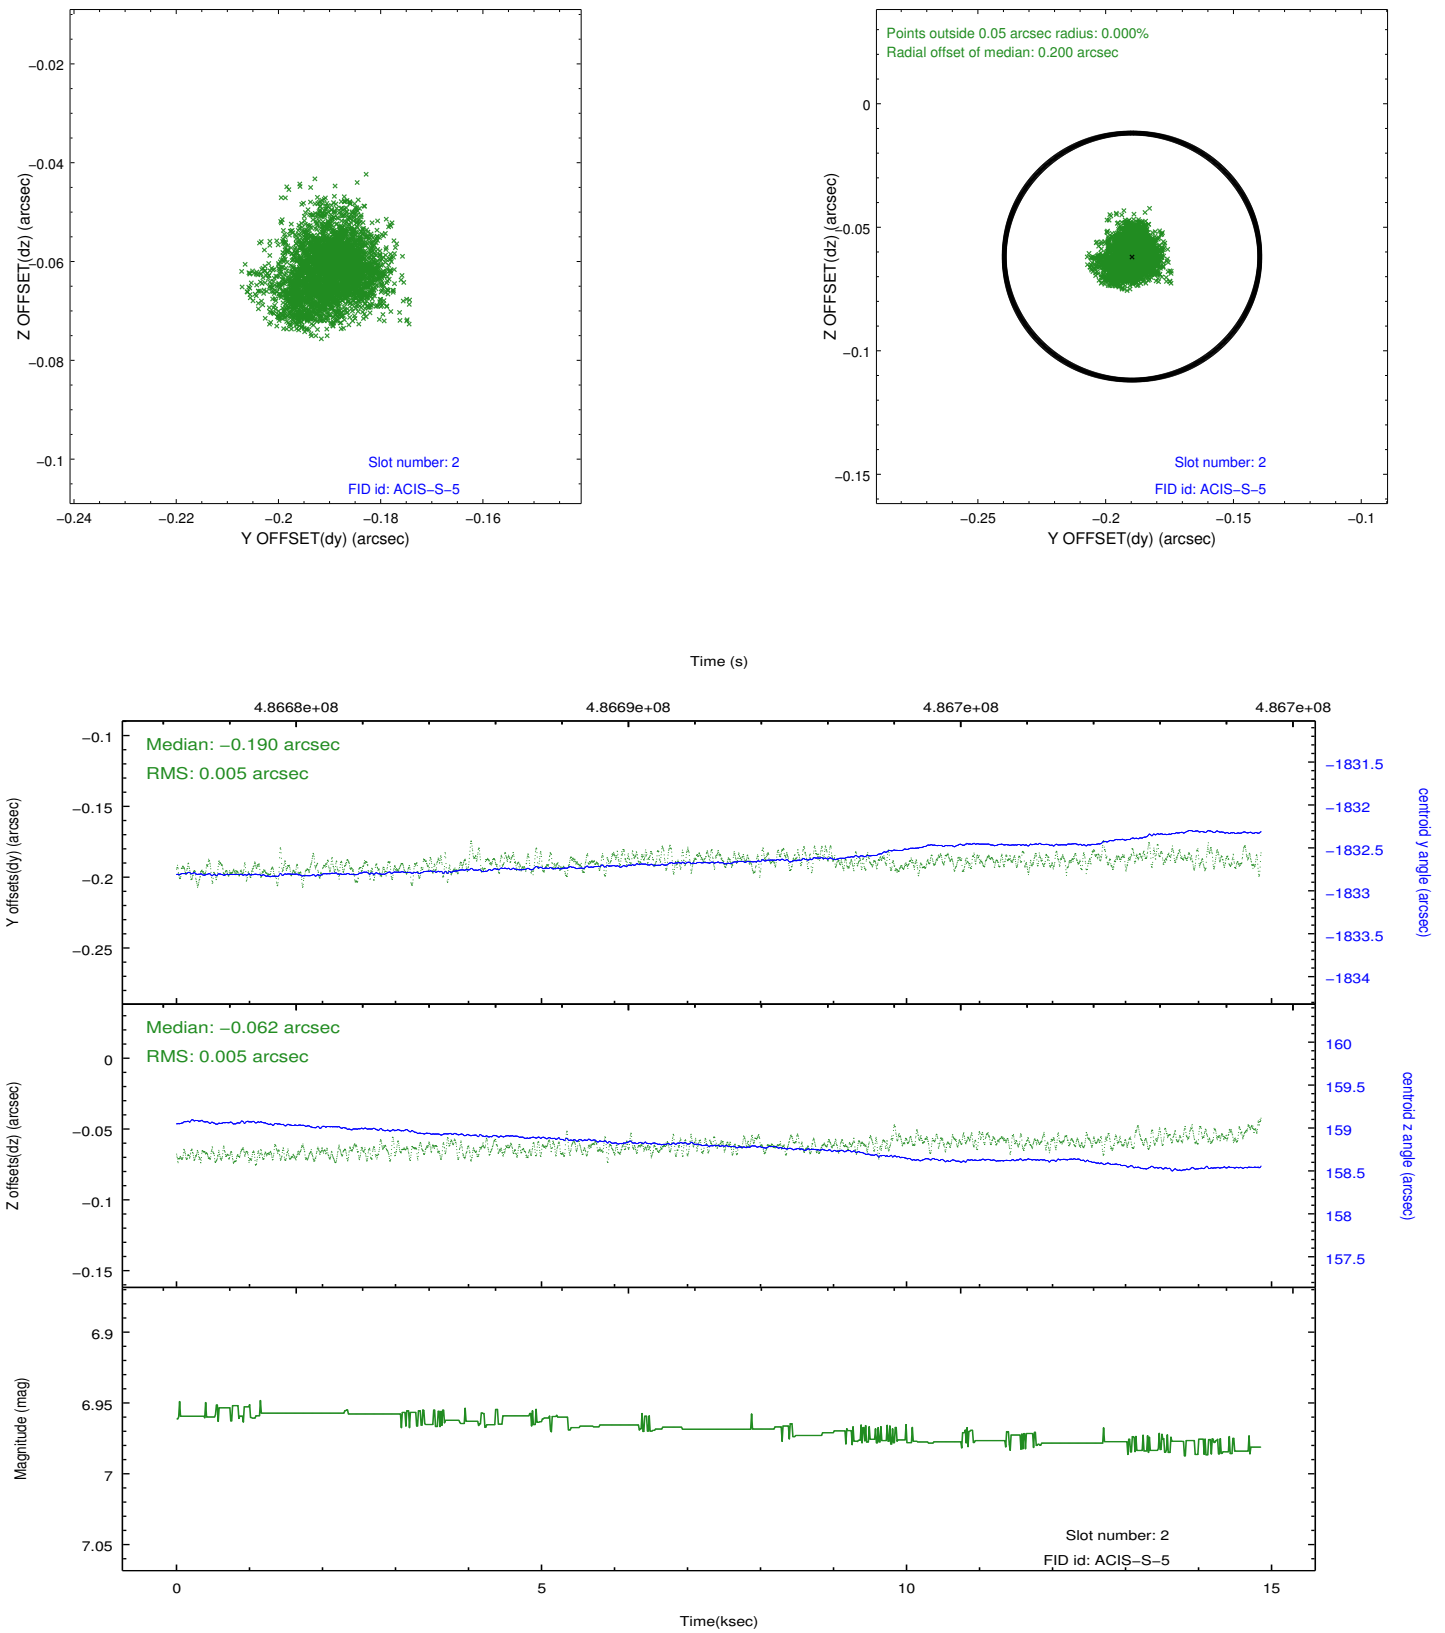 −0.02
−0.04
−0.06
−0.08
−0.1
Z OFFSET(dz) (arcsec)
Slot number: 2
FID id: ACIS−S−5
−0.24
−0.22
−0.2
−0.18
−0.16
Y OFFSET(dy) (arcsec)
Points outside 0.05 arcsec radius: 0.000%
Radial offset of median: 0.200 arcsec
0
−0.05
−0.1
−0.15
Z OFFSET(dz) (arcsec)
Slot number: 2
FID id: ACIS−S−5
−0.25
−0.2
−0.15
−0.1
Y OFFSET(dy) (arcsec)
Time (s)
4.8668e+08
4.8669e+08
4.867e+08
4.867e+08
Median: −0.190 arcsec
RMS: 0.005 arcsec
−0.1
−0.15
−0.2
−0.25
Y offsets(dy) (arcsec)
−1831.5
−1832
−1832.5
−1833
−1833.5
−1834
centroid y angle (arcsec)
Median: −0.062 arcsec
RMS: 0.005 arcsec
0
−0.05
−0.1
−0.15
Z offsets(dz) (arcsec)
160
159.5
159
158.5
158
157.5
centroid z angle (arcsec)
6.9
6.95
7
7.05
Magnitude (mag)
Slot number: 2
FID id: ACIS−S−5
0
5
10
15
Time(ksec)